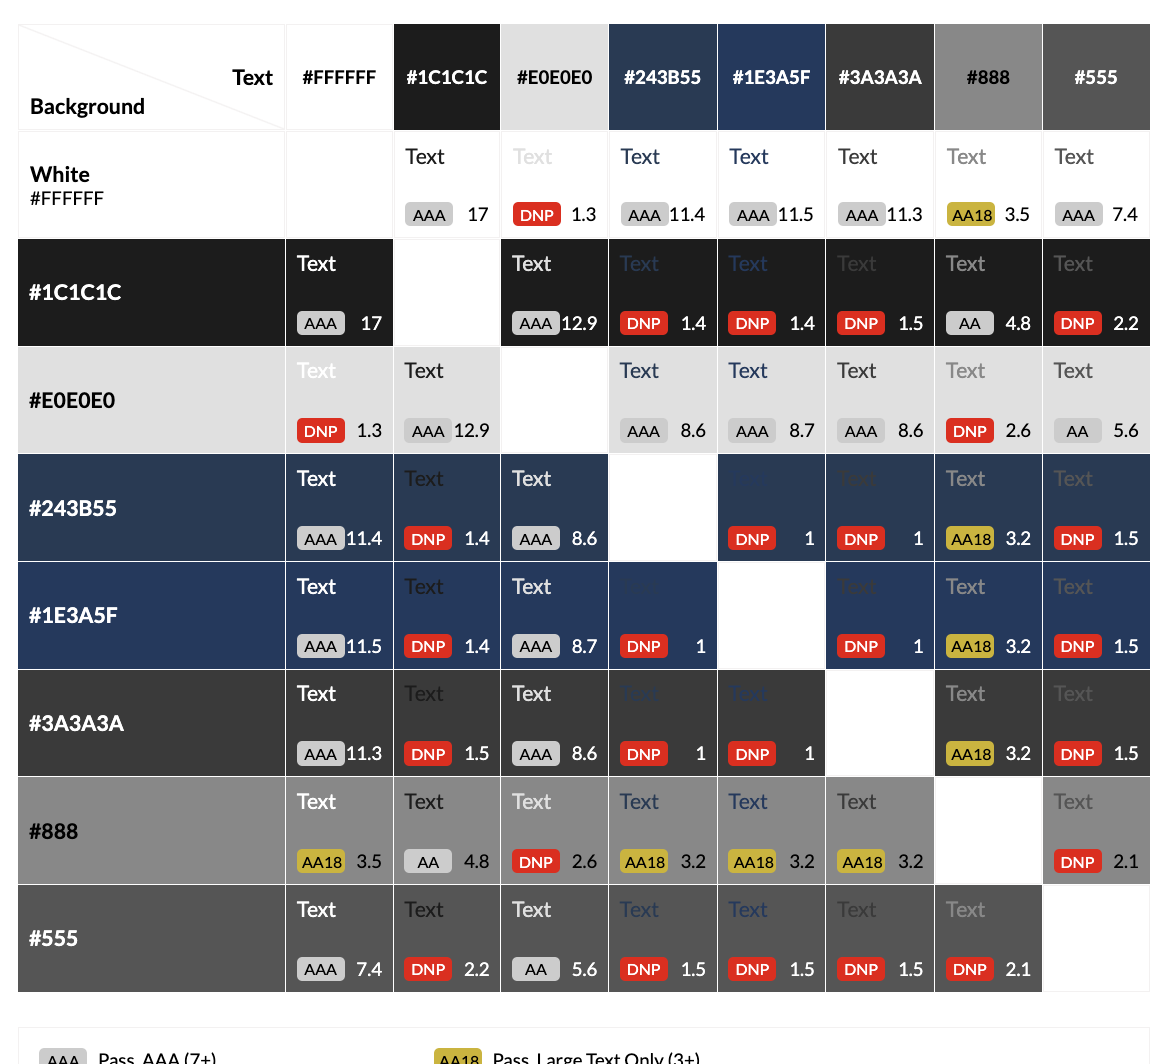 Text
Background
#FFFFFF #1C1C1C #E0E0E0 #243B55 #1E3A5F #3A3A3A #888 #555
White
#FFFFFF
Text Text Text Text Text Text Text
AAA 17 DNP 1.3 AAA 11.4 AAA 11.5 AAA 11.3 AA18 3.5 AAA 7.4
#1C1C1C
Text Text Text Text Text Text Text
AAA 17 AAA 12.9 DNP 1.4 DNP 1.4 DNP 1.5 AA 4.8 DNP 2.2
#E0E0E0
Text Text Text Text Text Text Text
DNP 1.3 AAA 12.9 AAA 8.6 AAA 8.7 AAA 8.6 DNP 2.6 AA 5.6
#243B55
Text Text Text Text Text Text
AAA 11.4 DNP 1.4 AAA 8.6 DNP 1 DNP 1 AA18 3.2 DNP 1.5
#1E3A5F
Text Text Text Text Text Text
AAA 11.5 DNP 1.4 AAA 8.7 DNP 1 DNP 1 AA18 3.2 DNP 1.5
#3A3A3A
Text Text Text Text Text Text Text
AAA 11.3 DNP 1.5 AAA 8.6 DNP 1 DNP 1 AA18 3.2 DNP 1.5
#888
Text Text Text Text Text Text Text
AA18 3.5 AA 4.8 DNP 2.6 AA18 3.2 AA18 3.2 AA18 3.2 DNP 2.1
#555
Text Text Text Text Text Text Text
AAA 7.4 DNP 2.2 AA 5.6 DNP 1.5 DNP 1.5 DNP 1.5 DNP 2.1
AAA Pass, AAA (7+) AA18 Pass, Large Text Only (3+)